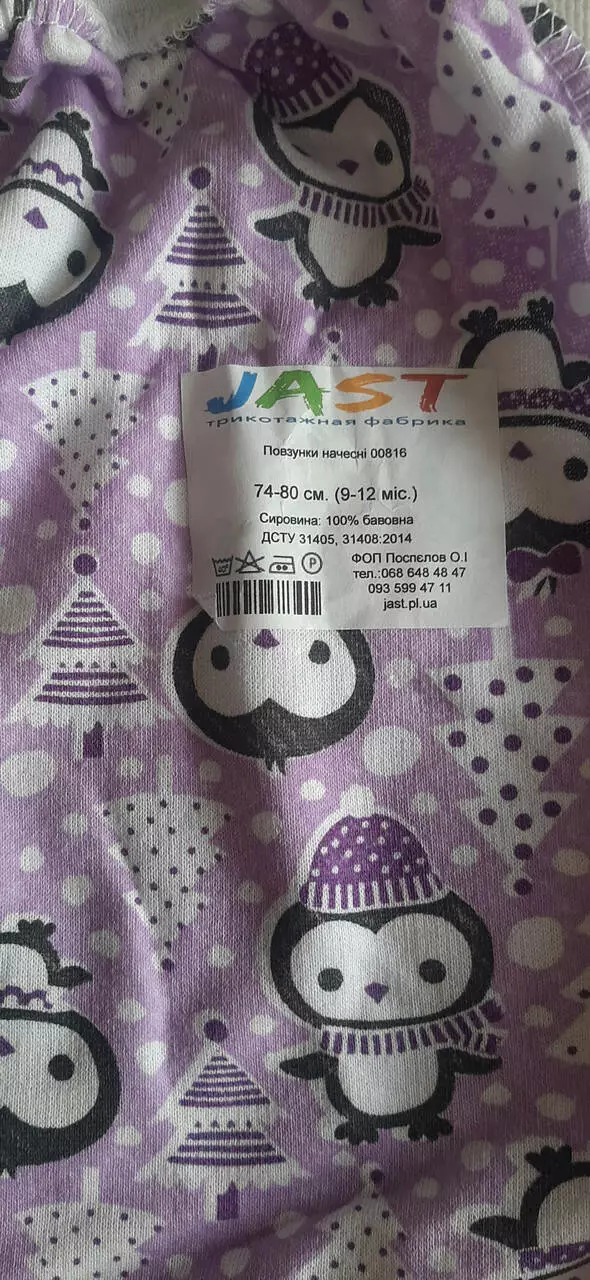 JAST
трикотажная фабрика
Повзунки начесні 00816
74-80 см. (9-12 міс.)
Сировина: 100% бавовна
ДСТУ 31405, 31408:2014
ФОП Поспєлов О.І
тел.:068 648 48 47
093 599 47 11
jast.pl.ua